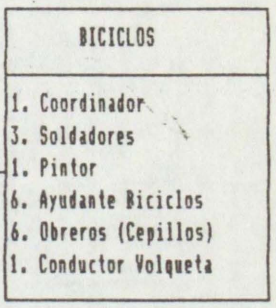 BICICLOS
1. Coordinador
3. Soldadores
1. Pintor
6. Ayudante Biciclos
6. Obreros (Cepillos)
1. Conductor Volqueta